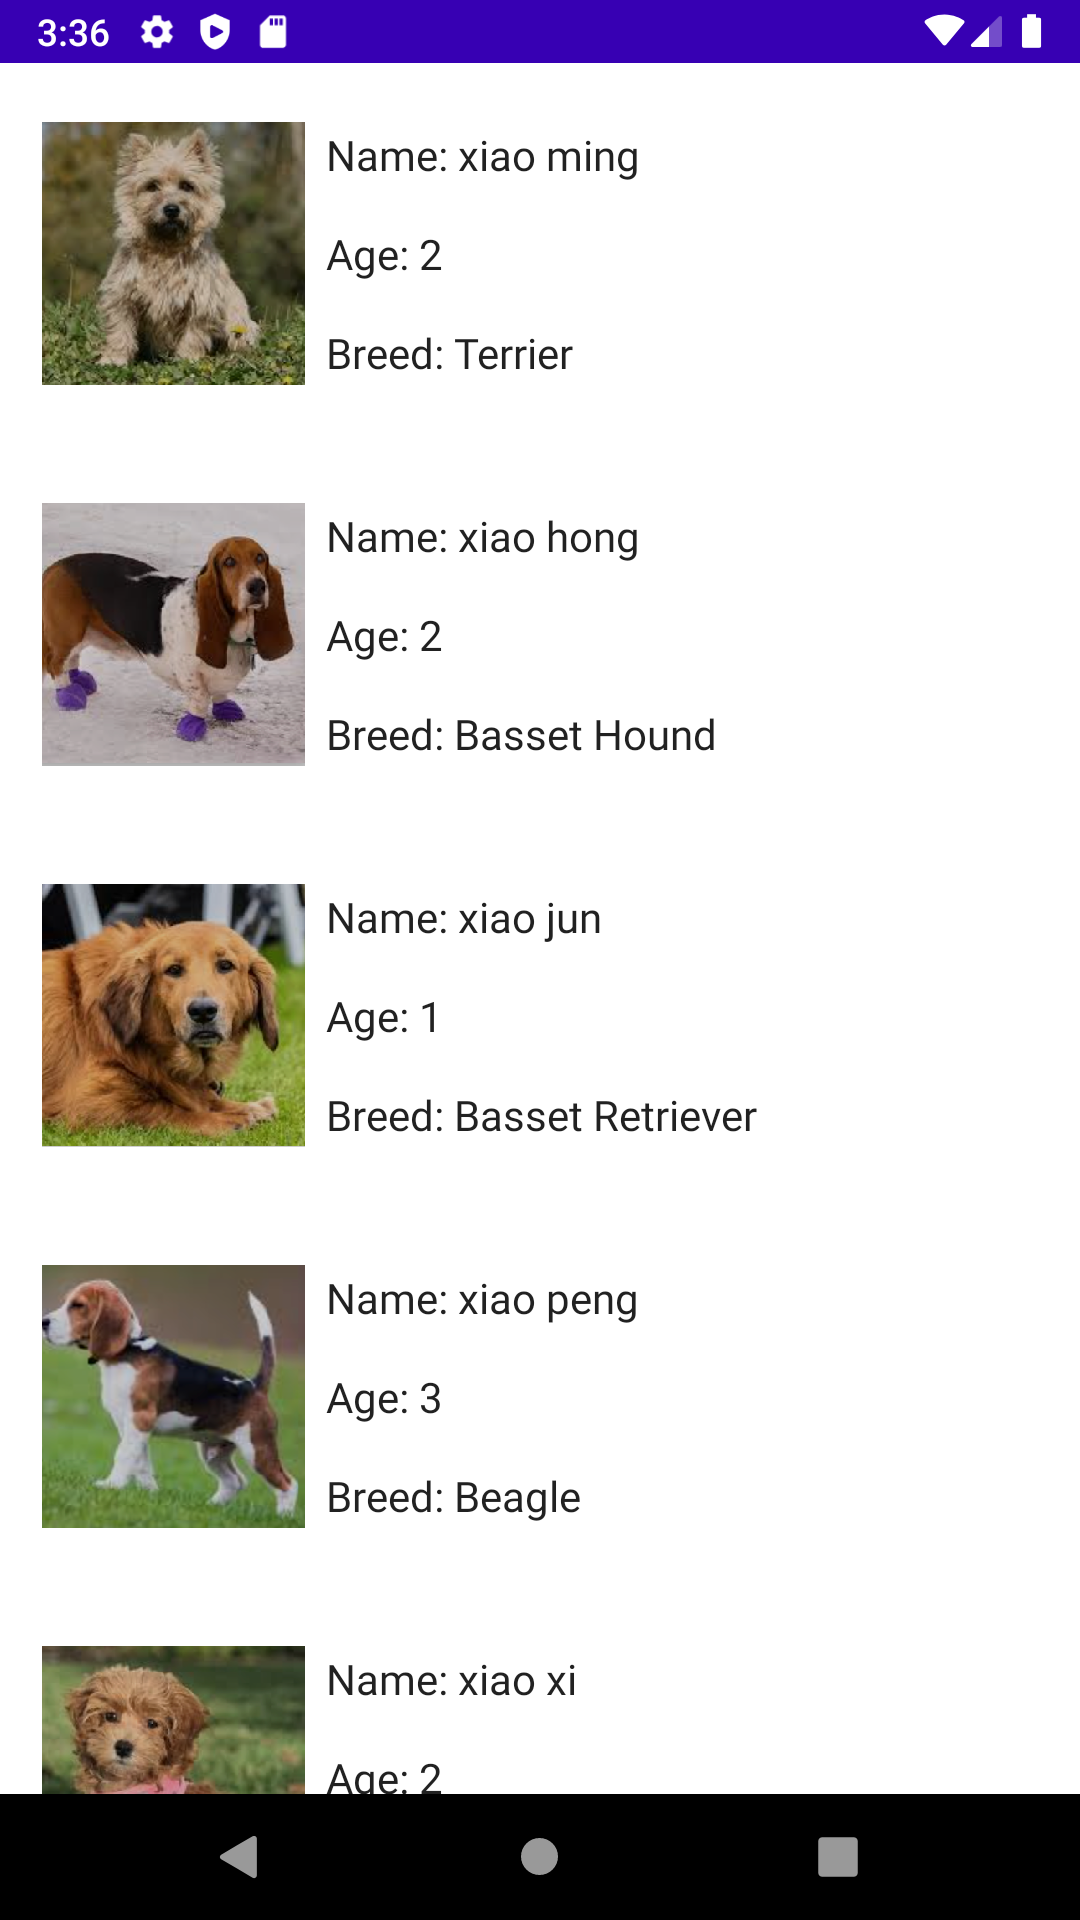 3:36
Name: xiao ming
Age: 2
Breed: Terrier
Name: xiao hong
Age: 2
Breed: Basset Hound
Name: xiao jun
Age: 1
Breed: Basset Retriever
Name: xiao peng
Age: 3
Breed: Beagle
Name: xiao xi
Age: 2